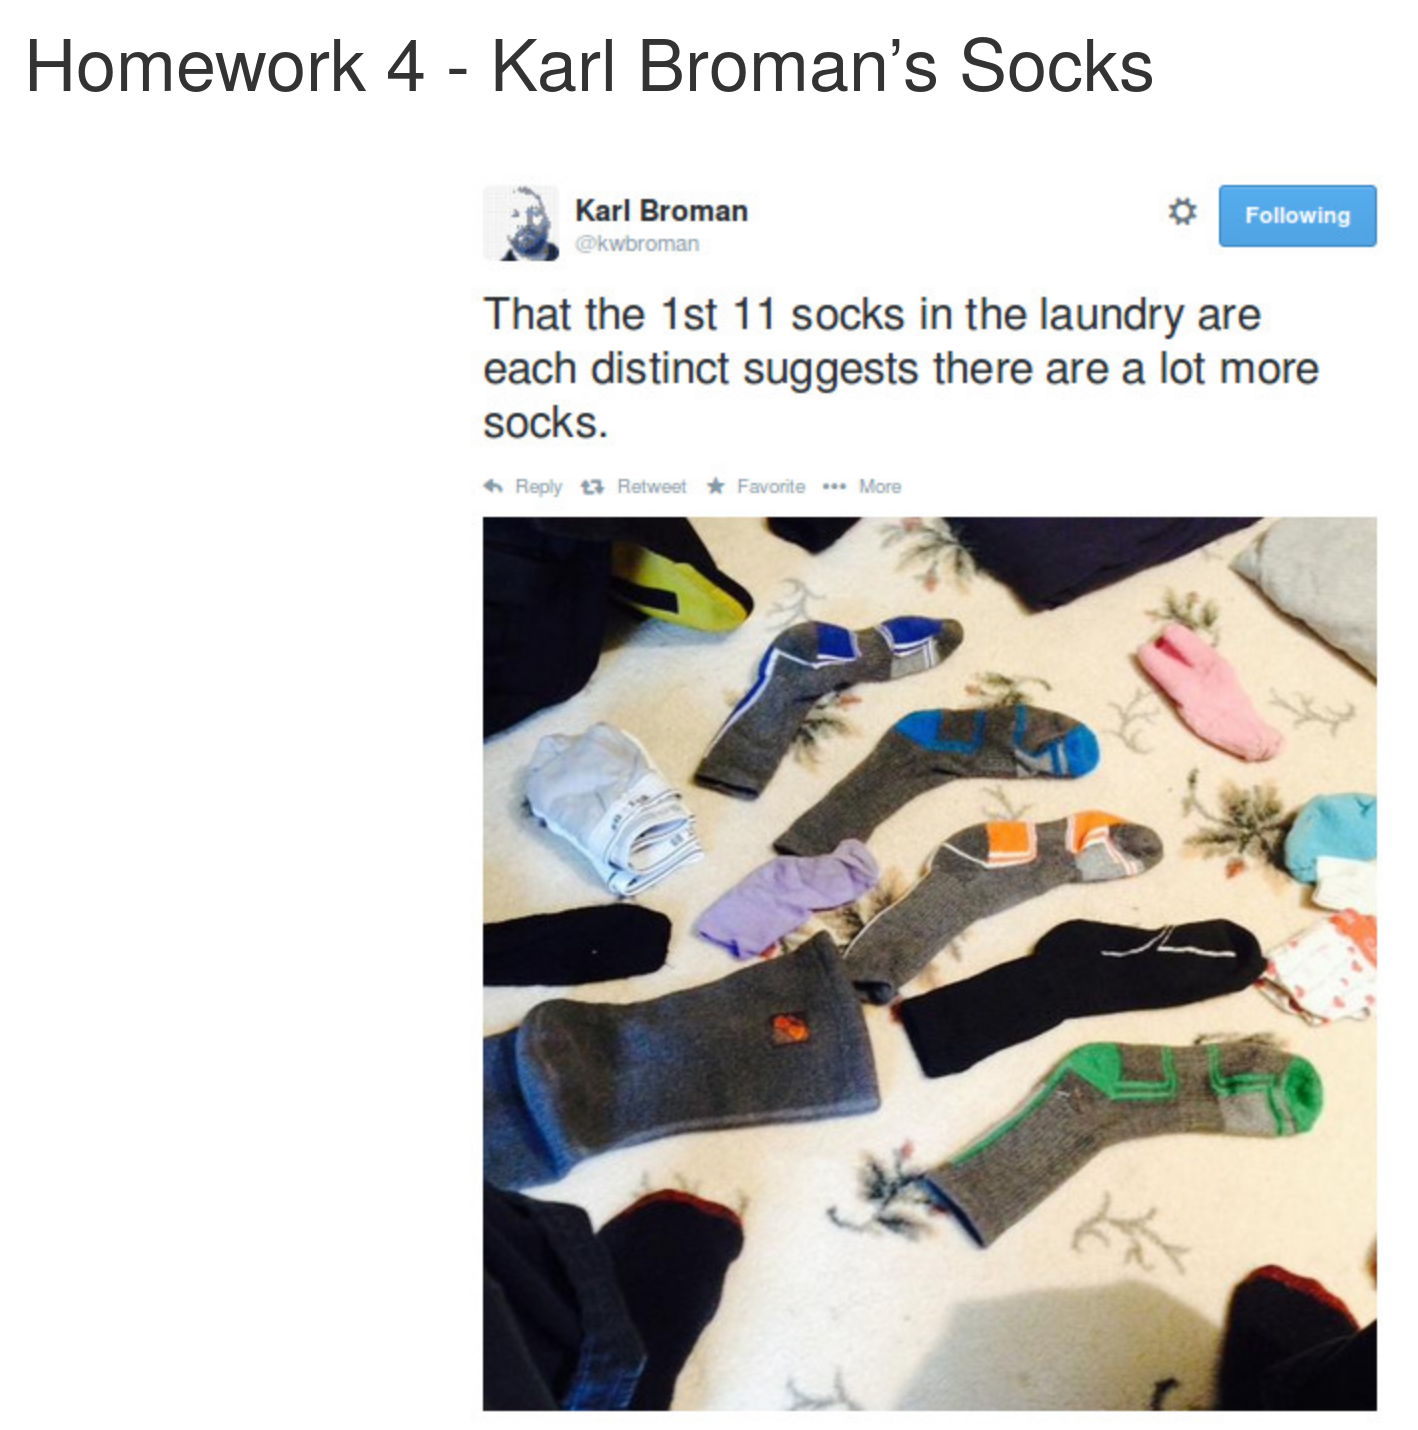 Homework 4 - Karl Broman’s Socks
Karl Broman
@kwbroman
Following
That the 1st 11 socks in the laundry are
each distinct suggests there are a lot more
socks.
Reply Retweet Favorite More